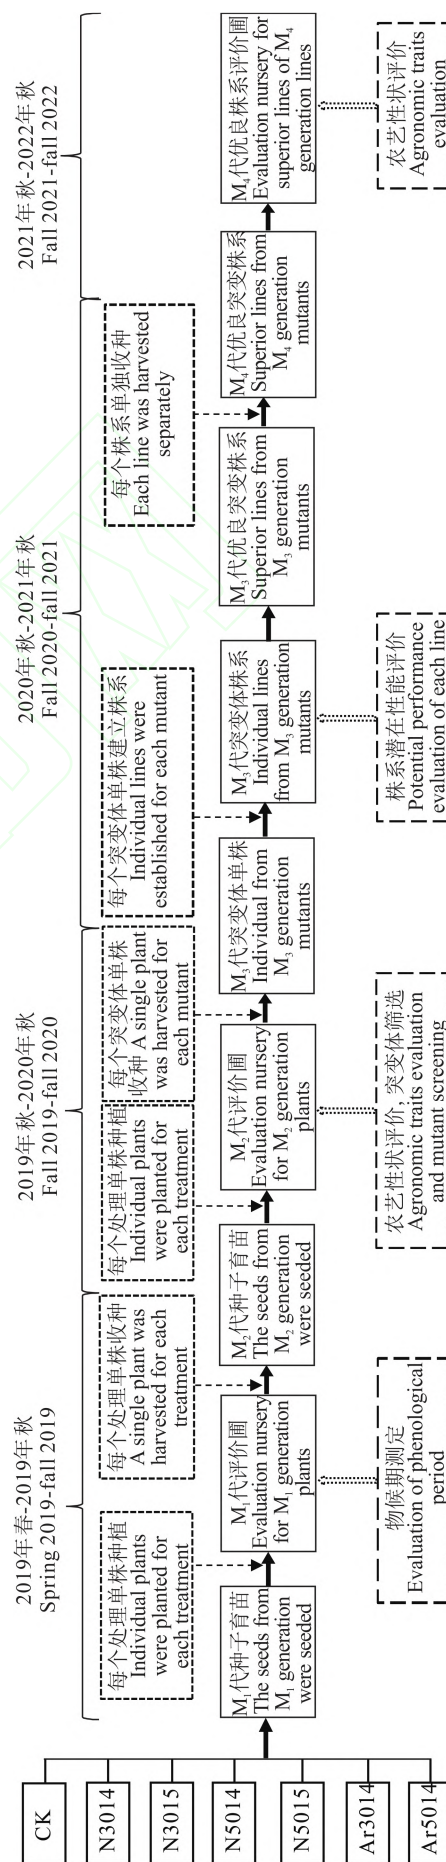 CK
N3014
N3015
N5014
N5015
Ar3014
Ar5014
2019年春-2019年秋
Spring 2019-fall 2019
2019年秋-2020年秋
Fall 2019-fall 2020
2020年秋-2021年秋
Fall 2020-fall 2021
2021年秋-2022年秋
Fall 2021-fall 2022
每个处理单株种植
Individual plants
were planted for
each treatment
每个处理单株收种
A single plant was
harvested for each
treatment
每个处理单株种植
Individual plants
were planted for
each treatment
每个突变体单株
收种 A single plant
was harvested for
each mutant
每个突变体单株建立株系
Individual lines were
established for each mutant
每个株系单独收种
Each line was harvested
separately
M₁代种子育苗
The seeds from
M₁ generation
were seeded
M₁代评价圃
Evaluation nursery
for M₁ generation
plants
M₂代种子育苗
The seeds from
M₂ generation
were seeded
M₂代评价圃
Evaluation nursery
for M₂ generation
plants
M₃代突变体单株
Individual from
M₃ generation
mutants
M₃代突变体株系
Individual lines
from M₃ generation
mutants
M₃代优良突变株系
Superior lines from
M₃ generation
mutants
M₄代优良突变株系
Superior lines from
M₄ generation
mutants
M₄代优良株系评价圃
Evaluation nursery for
superior lines of M₄
generation lines
物候期测定
Evaluation of phenological
period
农艺性状评价, 突变体筛选
Agronomic traits evaluation
and mutant screening
株系潜在性能评价
Potential performance
evaluation of each line
农艺性状评价
Agronomic traits
evaluation